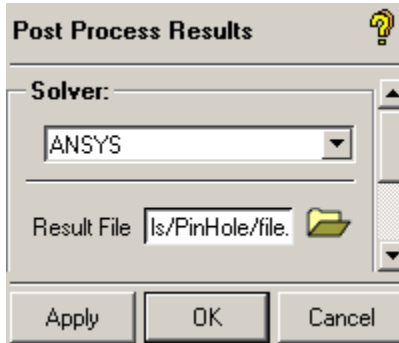 Post Process Results
Solver:
ANSYS
Result File ls/PinHole/file.
Apply OK Cancel